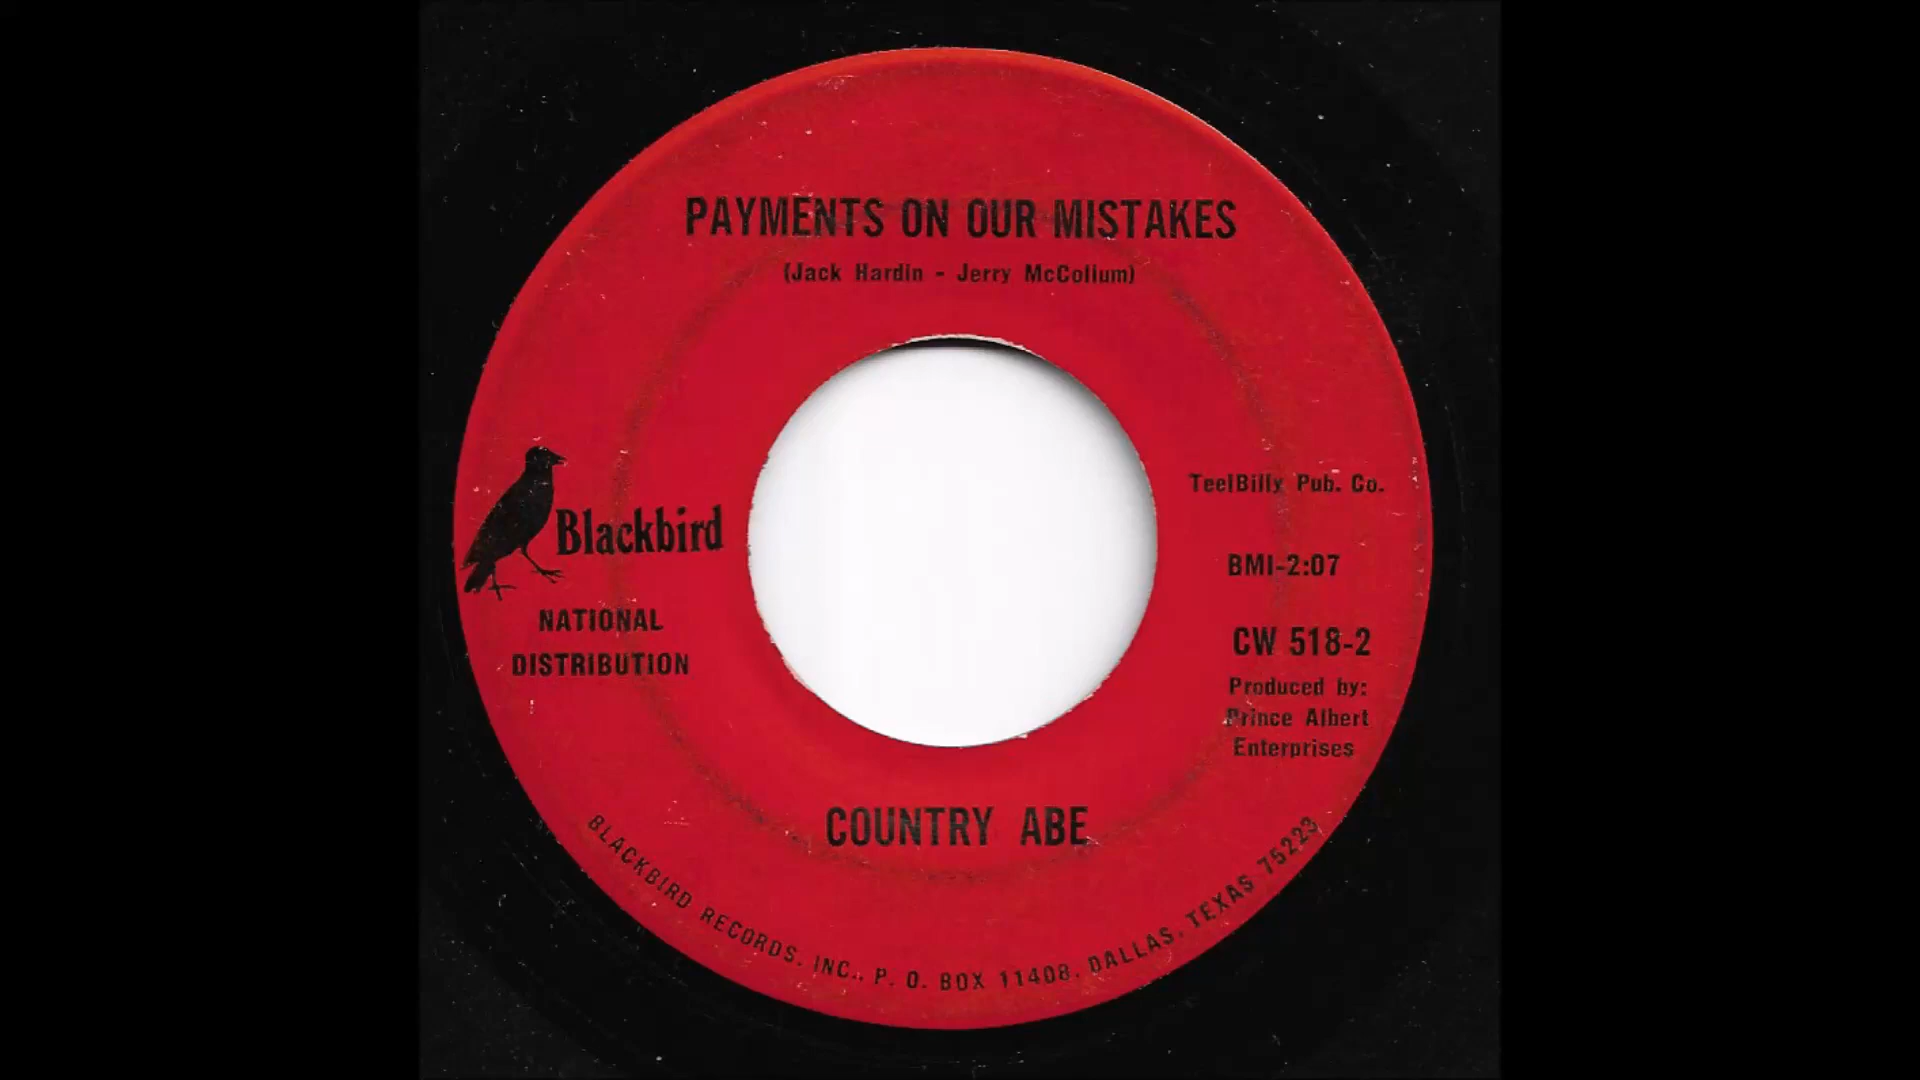 PAYMENTS ON OUR MISTAKES
(Jack Hardin - Jerry McCollum)
Blackbird
NATIONAL
DISTRIBUTION
TeelBilly Pub. Co.
BMI-2:07
CW 518-2
Produced by:
Prince Albert
Enterprises
COUNTRY ABE
BLACKBIRD RECORDS, INC., P. O. BOX 11408, DALLAS, TEXAS 75223